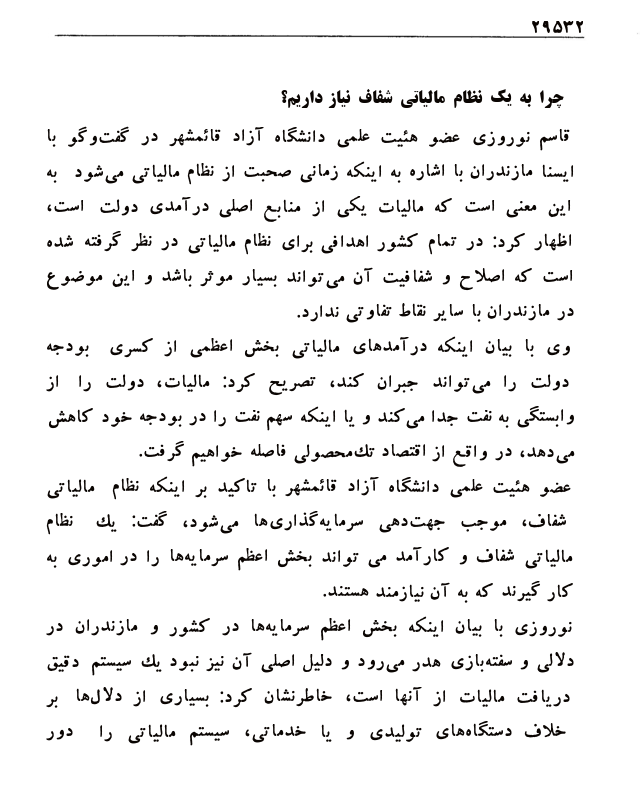 ۲۹۵۳۲
چرا به یک نظام مالیاتی شفاف نیاز داریم؟
قاسم نوروزی عضو هئیت علمی دانشگاه آزاد قائمشهر در گفت‌وگو با
ایسنا مازندران با اشاره به اینکه زمانی صحبت از نظام مالیاتی می‌شود به
این معنی است که مالیات یکی از منابع اصلی درآمدی دولت است،
اظهار کرد: در تمام کشور اهدافی برای نظام مالیاتی در نظر گرفته شده
است که اصلاح و شفافیت آن می‌تواند بسیار موثر باشد و این موضوع
در مازندران با سایر نقاط تفاوتی ندارد.
وی با بیان اینکه درآمدهای مالیاتی بخش اعظمی از کسری بودجه
دولت را می‌تواند جبران کند، تصریح کرد: مالیات، دولت را از
وابستگی به نفت جدا می‌کند و یا اینکه سهم نفت را در بودجه خود کاهش
می‌دهد، در واقع از اقتصاد تك‌محصولی فاصله خواهیم گرفت.
عضو هئیت علمی دانشگاه آزاد قائمشهر با تاکید بر اینکه نظام مالیاتی
شفاف، موجب جهت‌دهی سرمایه‌گذاری‌ها می‌شود، گفت: يك نظام
مالیاتی شفاف و کارآمد می تواند بخش اعظم سرمایه‌ها را در اموری به
کار گیرند که به آن نیازمند هستند.
نوروزی با بیان اینکه بخش اعظم سرمایه‌ها در کشور و مازندران در
دلالی و سفته‌بازی هدر می‌رود و دلیل اصلی آن نیز نبود يك سیستم دقیق
دریافت مالیات از آنها است، خاطرنشان کرد: بسیاری از دلال‌ها بر
خلاف دستگاه‌های تولیدی و یا خدماتی، سیستم مالیاتی را دور